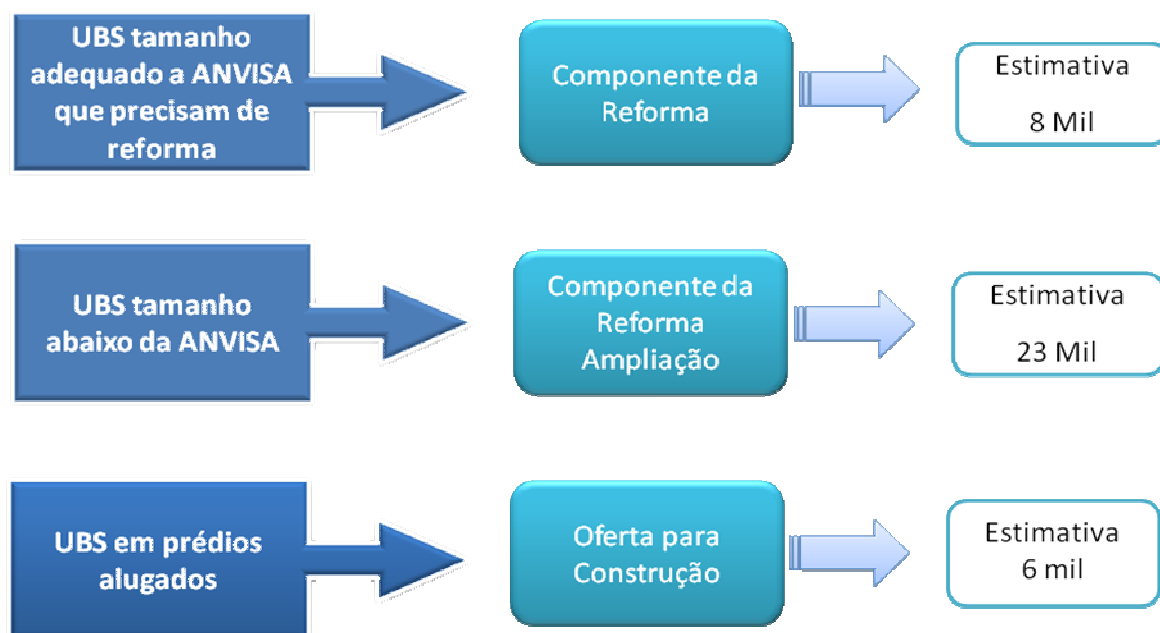 UBS tamanho
adequado a ANVISA
que precisam de
reforma
Componente da
Reforma
Estimativa
8 Mil
UBS tamanho
abaixo da ANVISA
Componente da
Reforma
Ampliação
Estimativa
23 Mil
UBS em prédios
alugados
Oferta para
Construção
Estimativa
6 mil